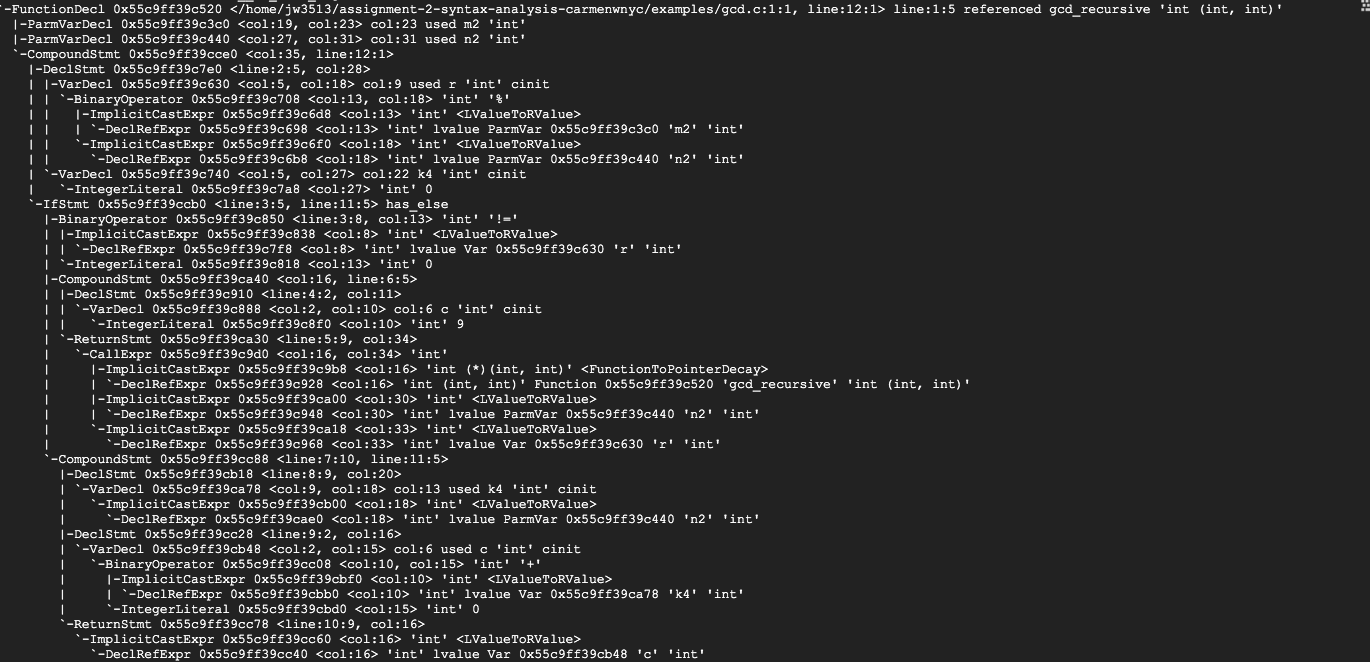 `-FunctionDecl 0x55c9ff39c520 </home/jw3513/assignment-2-syntax-analysis-carmenwnyc/examples/gcd.c:1:1, line:12:1> line:1:5 referenced gcd_recursive 'int (int, int)'
  |-ParmVarDecl 0x55c9ff39c3c0 <col:19, col:23> col:23 used m2 'int'
  |-ParmVarDecl 0x55c9ff39c440 <col:27, col:31> col:31 used n2 'int'
  `-CompoundStmt 0x55c9ff39cce0 <col:35, line:12:1>
    |-DeclStmt 0x55c9ff39c7e0 <line:2:5, col:28>
    | |-VarDecl 0x55c9ff39c630 <col:5, col:18> col:9 used r 'int' cinit
    | | `-BinaryOperator 0x55c9ff39c708 <col:13, col:18> 'int' '%'
    | |   |-ImplicitCastExpr 0x55c9ff39c6d8 <col:13> 'int' <LValueToRValue>
    | |   | `-DeclRefExpr 0x55c9ff39c698 <col:13> 'int' lvalue ParmVar 0x55c9ff39c3c0 'm2' 'int'
    | |   `-ImplicitCastExpr 0x55c9ff39c6f0 <col:18> 'int' <LValueToRValue>
    | |     `-DeclRefExpr 0x55c9ff39c6b8 <col:18> 'int' lvalue ParmVar 0x55c9ff39c440 'n2' 'int'
    | `-VarDecl 0x55c9ff39c740 <col:5, col:27> col:22 k4 'int' cinit
    |   `-IntegerLiteral 0x55c9ff39c7a8 <col:27> 'int' 0
    `-IfStmt 0x55c9ff39ccb0 <line:3:5, line:11:5> has_else
      |-BinaryOperator 0x55c9ff39c850 <line:3:8, col:13> 'int' '!='
      | |-ImplicitCastExpr 0x55c9ff39c838 <col:8> 'int' <LValueToRValue>
      | | `-DeclRefExpr 0x55c9ff39c7f8 <col:8> 'int' lvalue Var 0x55c9ff39c630 'r' 'int'
      | `-IntegerLiteral 0x55c9ff39c818 <col:13> 'int' 0
      |-CompoundStmt 0x55c9ff39ca40 <col:16, line:6:5>
      | |-DeclStmt 0x55c9ff39c910 <line:4:2, col:11>
      | | `-VarDecl 0x55c9ff39c888 <col:2, col:10> col:6 c 'int' cinit
      | |   `-IntegerLiteral 0x55c9ff39c8f0 <col:10> 'int' 9
      | `-ReturnStmt 0x55c9ff39ca30 <line:5:9, col:34>
      |   `-CallExpr 0x55c9ff39c9d0 <col:16, col:34> 'int'
      |     |-ImplicitCastExpr 0x55c9ff39c9b8 <col:16> 'int (*)(int, int)' <FunctionToPointerDecay>
      |     | `-DeclRefExpr 0x55c9ff39c928 <col:16> 'int (int, int)' Function 0x55c9ff39c520 'gcd_recursive' 'int (int, int)'
      |     |-ImplicitCastExpr 0x55c9ff39ca00 <col:30> 'int' <LValueToRValue>
      |     | `-DeclRefExpr 0x55c9ff39c948 <col:30> 'int' lvalue ParmVar 0x55c9ff39c440 'n2' 'int'
      |     `-ImplicitCastExpr 0x55c9ff39ca18 <col:33> 'int' <LValueToRValue>
      |       `-DeclRefExpr 0x55c9ff39c968 <col:33> 'int' lvalue Var 0x55c9ff39c630 'r' 'int'
      `-CompoundStmt 0x55c9ff39cc88 <line:7:10, line:11:5>
        |-DeclStmt 0x55c9ff39cb18 <line:8:9, col:20>
        | `-VarDecl 0x55c9ff39ca78 <col:9, col:18> col:13 used k4 'int' cinit
        |   `-ImplicitCastExpr 0x55c9ff39cb00 <col:18> 'int' <LValueToRValue>
        |     `-DeclRefExpr 0x55c9ff39cae0 <col:18> 'int' lvalue ParmVar 0x55c9ff39c440 'n2' 'int'
        |-DeclStmt 0x55c9ff39cc28 <line:9:2, col:16>
        | `-VarDecl 0x55c9ff39cb48 <col:2, col:15> col:6 used c 'int' cinit
        |   `-BinaryOperator 0x55c9ff39cc08 <col:10, col:15> 'int' '+'
        |     |-ImplicitCastExpr 0x55c9ff39cbf0 <col:10> 'int' <LValueToRValue>
        |     | `-DeclRefExpr 0x55c9ff39cbb0 <col:10> 'int' lvalue Var 0x55c9ff39ca78 'k4' 'int'
        |     `-IntegerLiteral 0x55c9ff39cbd0 <col:15> 'int' 0
        `-ReturnStmt 0x55c9ff39cc78 <line:10:9, col:16>
          `-ImplicitCastExpr 0x55c9ff39cc60 <col:16> 'int' <LValueToRValue>
            `-DeclRefExpr 0x55c9ff39cc40 <col:16> 'int' lvalue Var 0x55c9ff39cb48 'c' 'int'